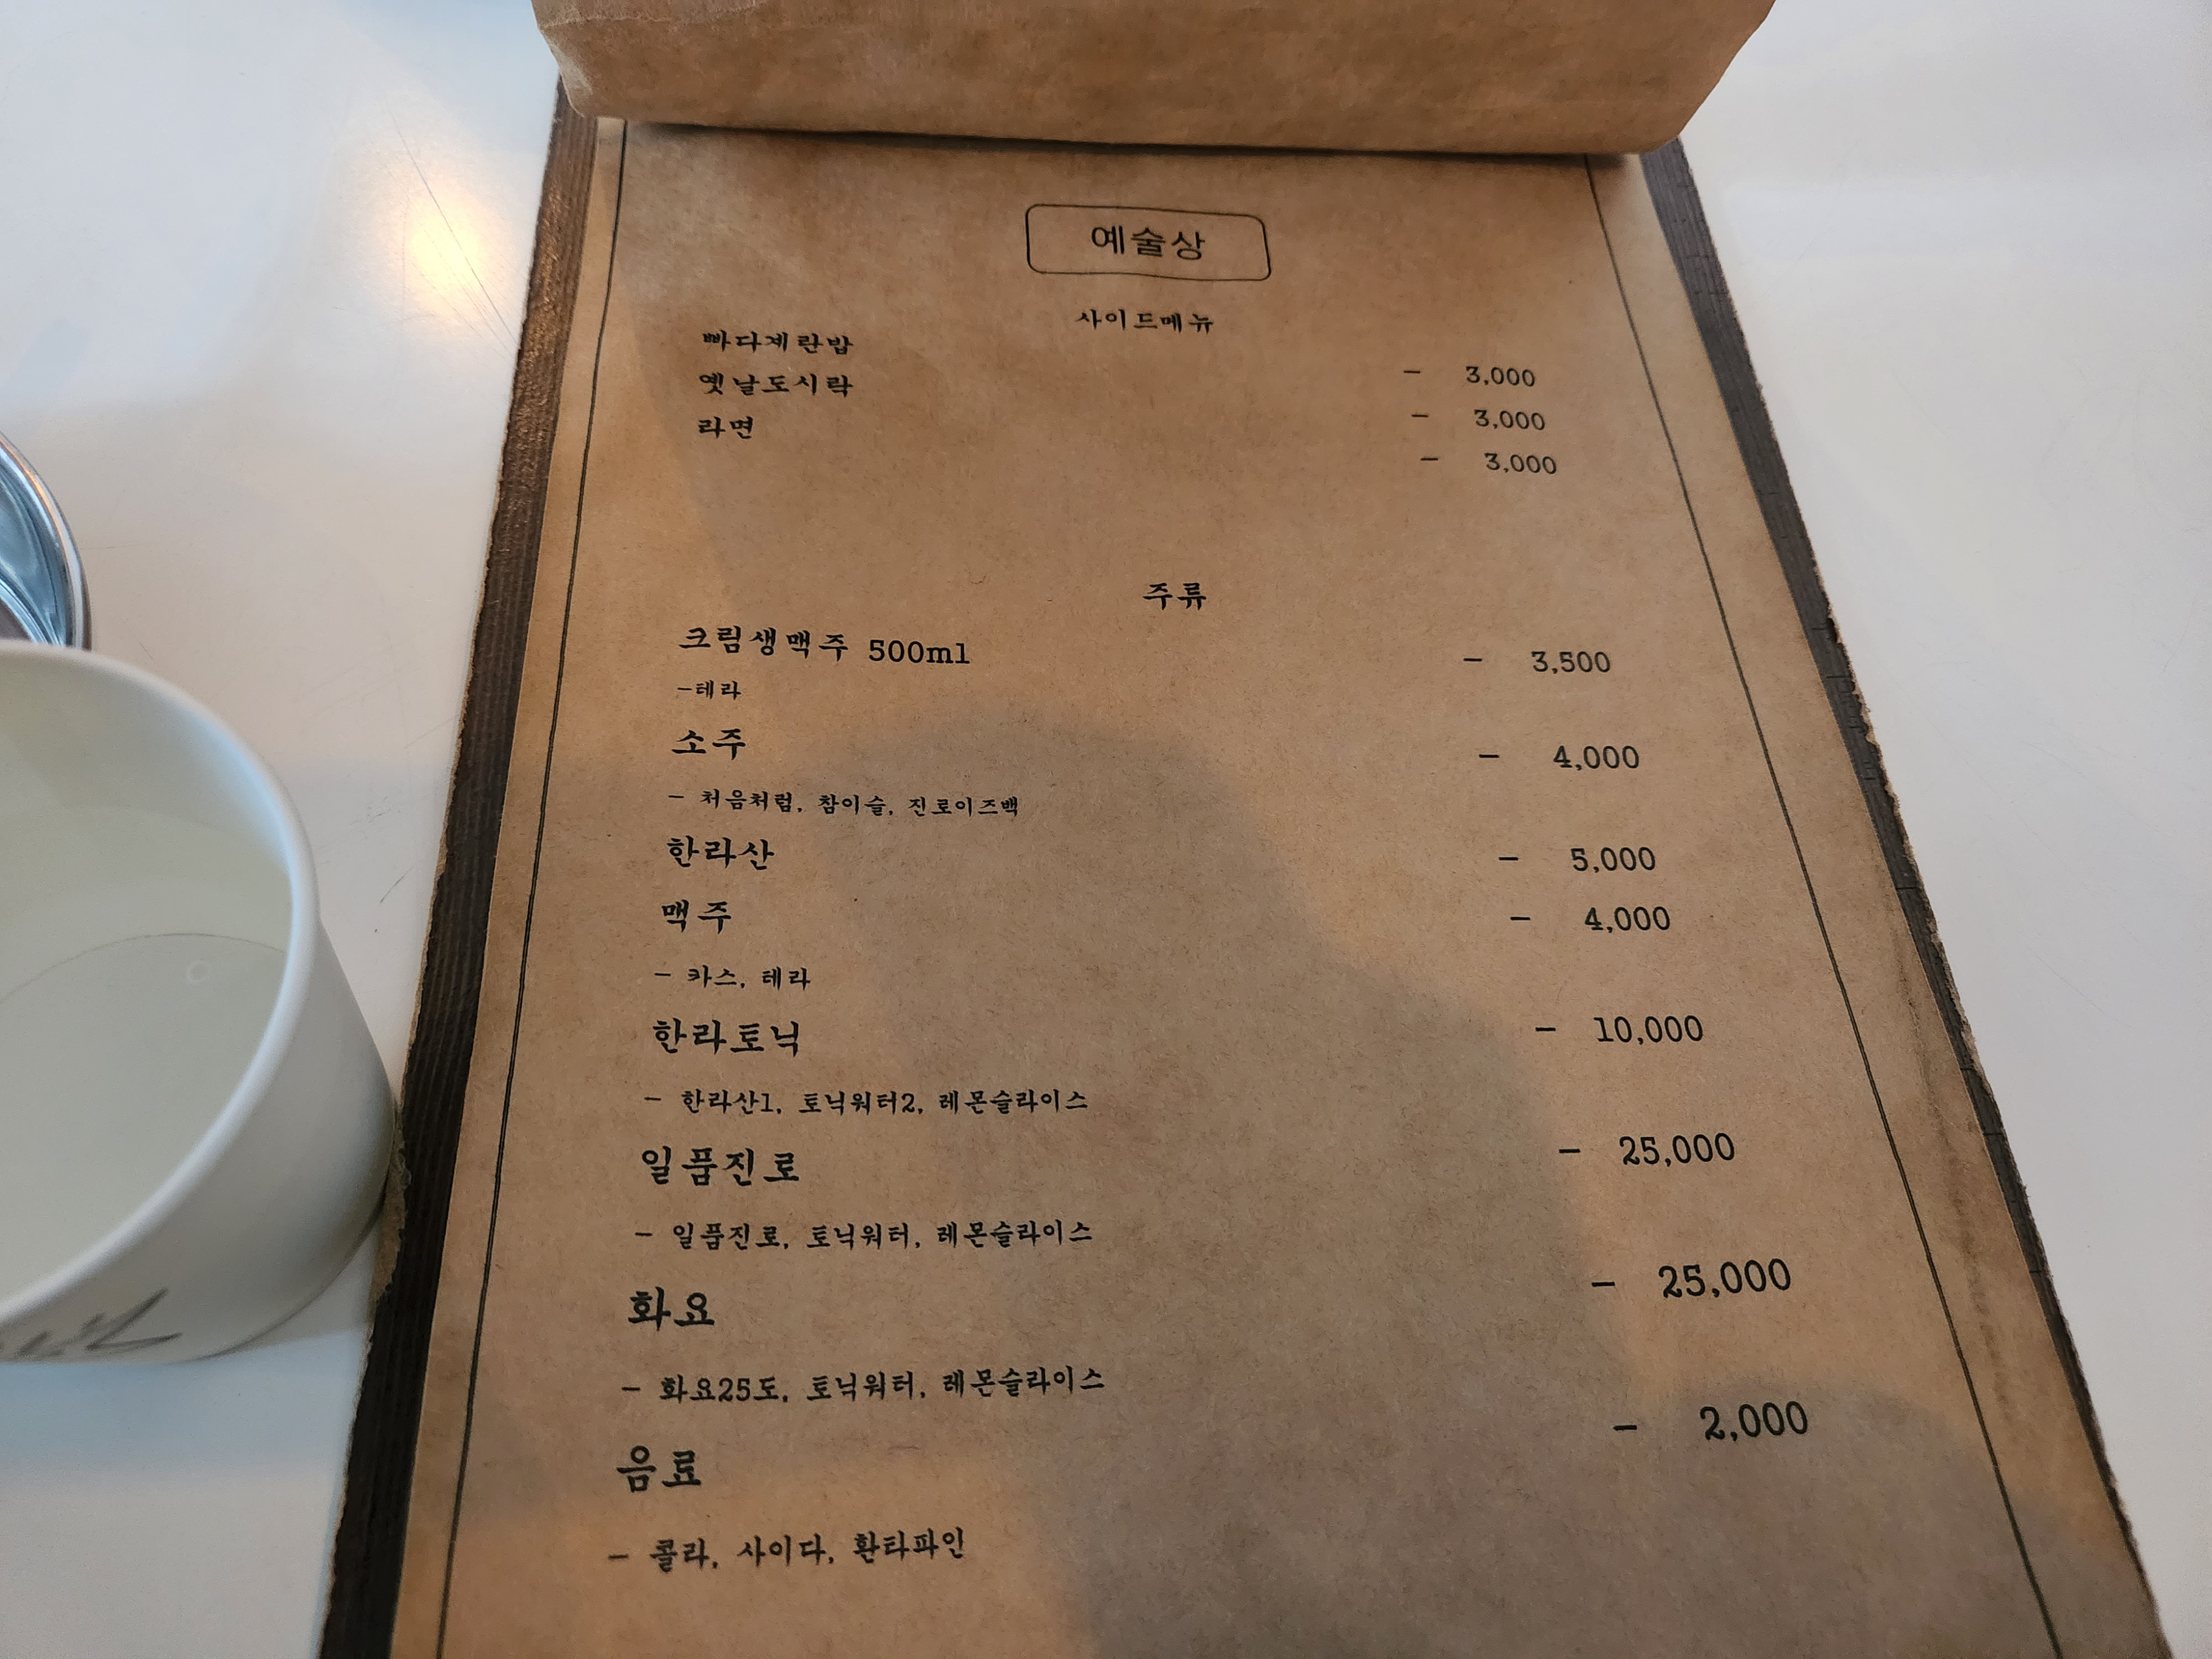 예술상
사이드메뉴
빠다계란밥 - 3,000
옛날도시락 - 3,000
라면 - 3,000
주류
크림생맥주 500ml - 3,500
-테라
소주 - 4,000
- 처음처럼, 참이슬, 진로이즈백
한라산 - 5,000
맥주 - 4,000
- 카스, 테라
한라토닉 - 10,000
- 한라산1, 토닉워터2, 레몬슬라이스
일품진로 - 25,000
- 일품진로, 토닉워터, 레몬슬라이스
화요 - 25,000
- 화요25도, 토닉워터, 레몬슬라이스
음료 - 2,000
- 콜라, 사이다, 환타파인